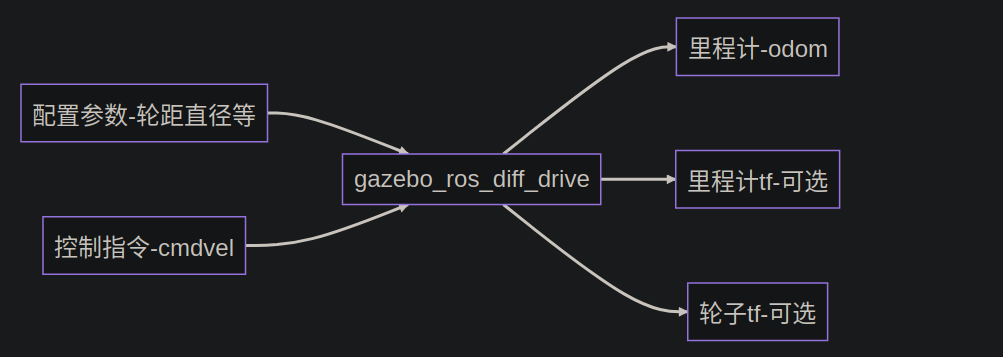 配置参数-轮距直径等
控制指令-cmdvel
gazebo_ros_diff_drive
里程计-odom
里程计tf-可选
轮子tf-可选